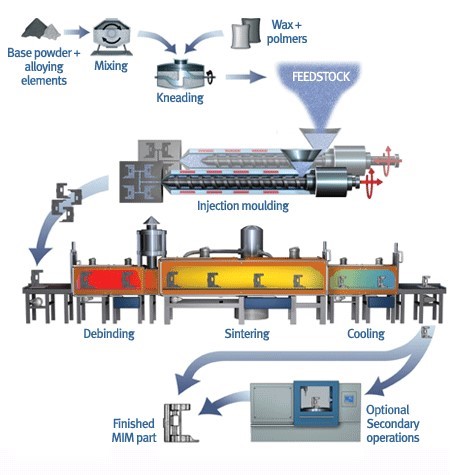 Base powder +
alloying
elements
Mixing
Wax +
polmers
Kneading
FEEDSTOCK
Injection moulding
Debinding
Sintering
Cooling
Finished
MIM part
Optional
Secondary
operations